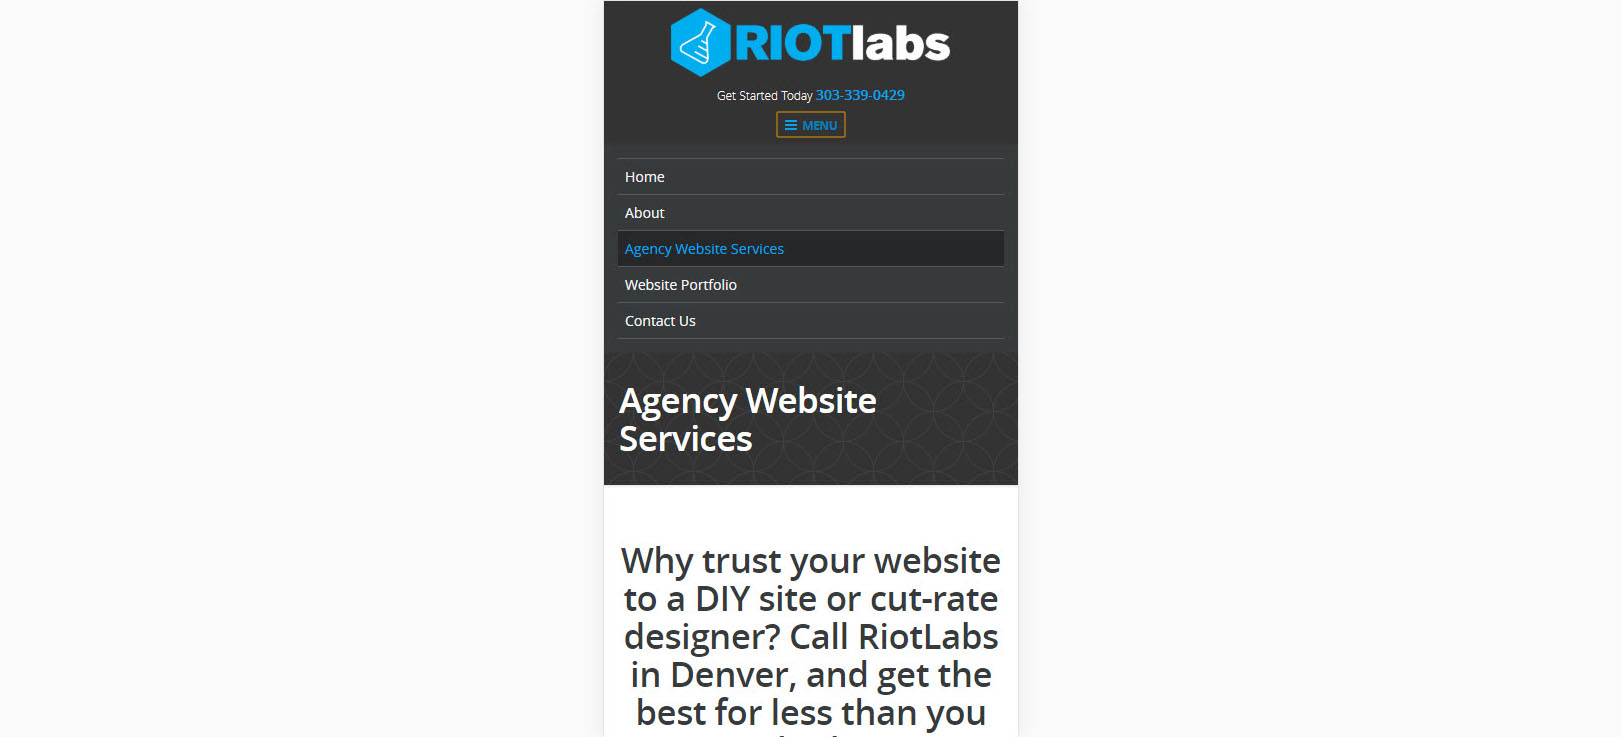 RIOTlabs
Get Started Today 303-339-0429
MENU
Home
About
Agency Website Services
Website Portfolio
Contact Us
Agency Website
Services
Why trust your website
to a DIY site or cut-rate
designer? Call RiotLabs
in Denver, and get the
best for less than you